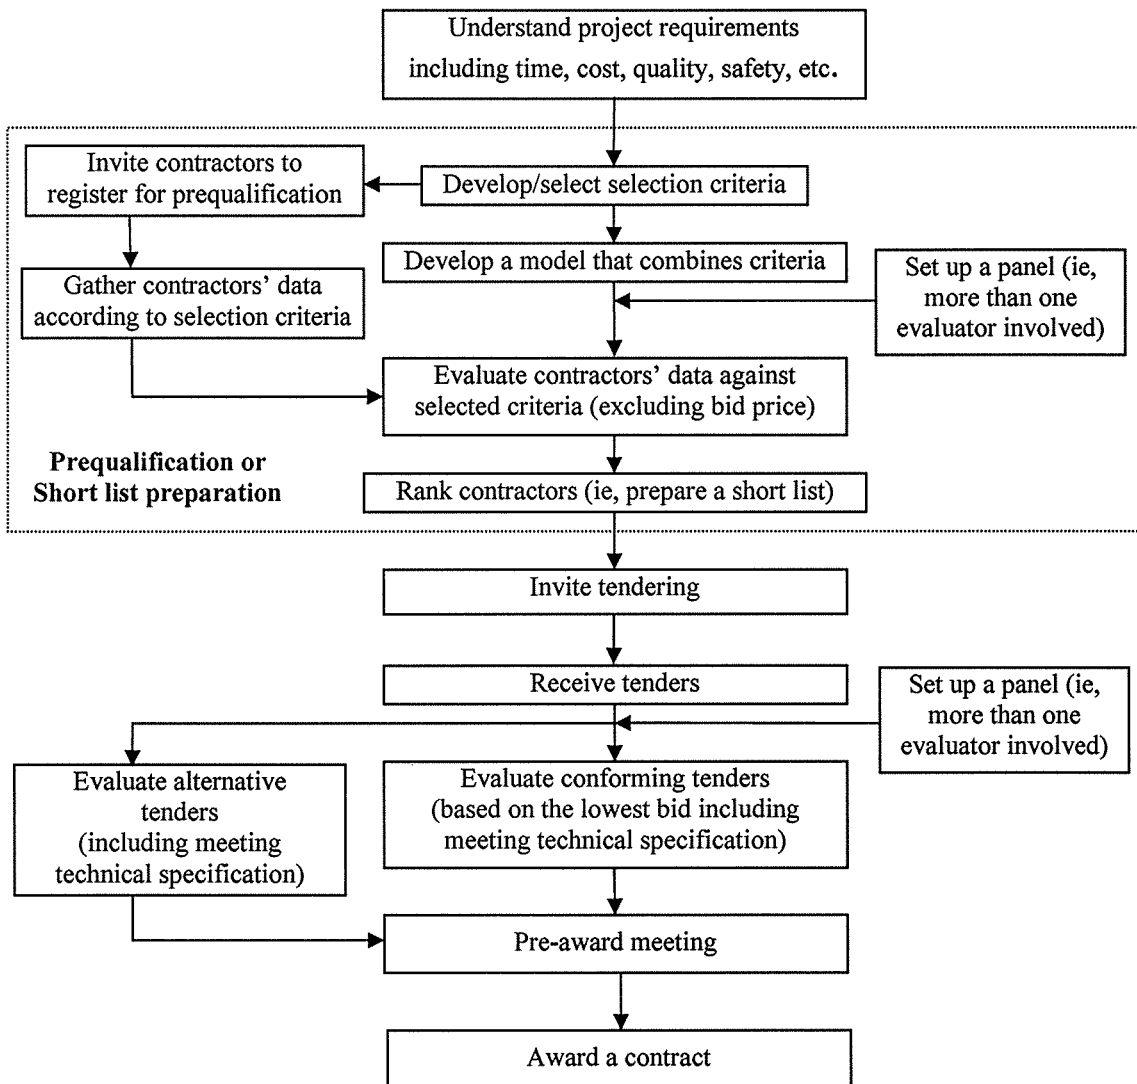 Understand project requirements
including time, cost, quality, safety, etc.
Invite contractors to
register for prequalification
Develop/select selection criteria
Gather contractors' data
according to selection criteria
Develop a model that combines criteria
Set up a panel (ie,
more than one
evaluator involved)
Evaluate contractors' data against
selected criteria (excluding bid price)
Prequalification or
Short list preparation
Rank contractors (ie, prepare a short list)
Invite tendering
Receive tenders
Set up a panel (ie,
more than one
evaluator involved)
Evaluate alternative
tenders
(including meeting
technical specification)
Evaluate conforming tenders
(based on the lowest bid including
meeting technical specification)
Pre-award meeting
Award a contract